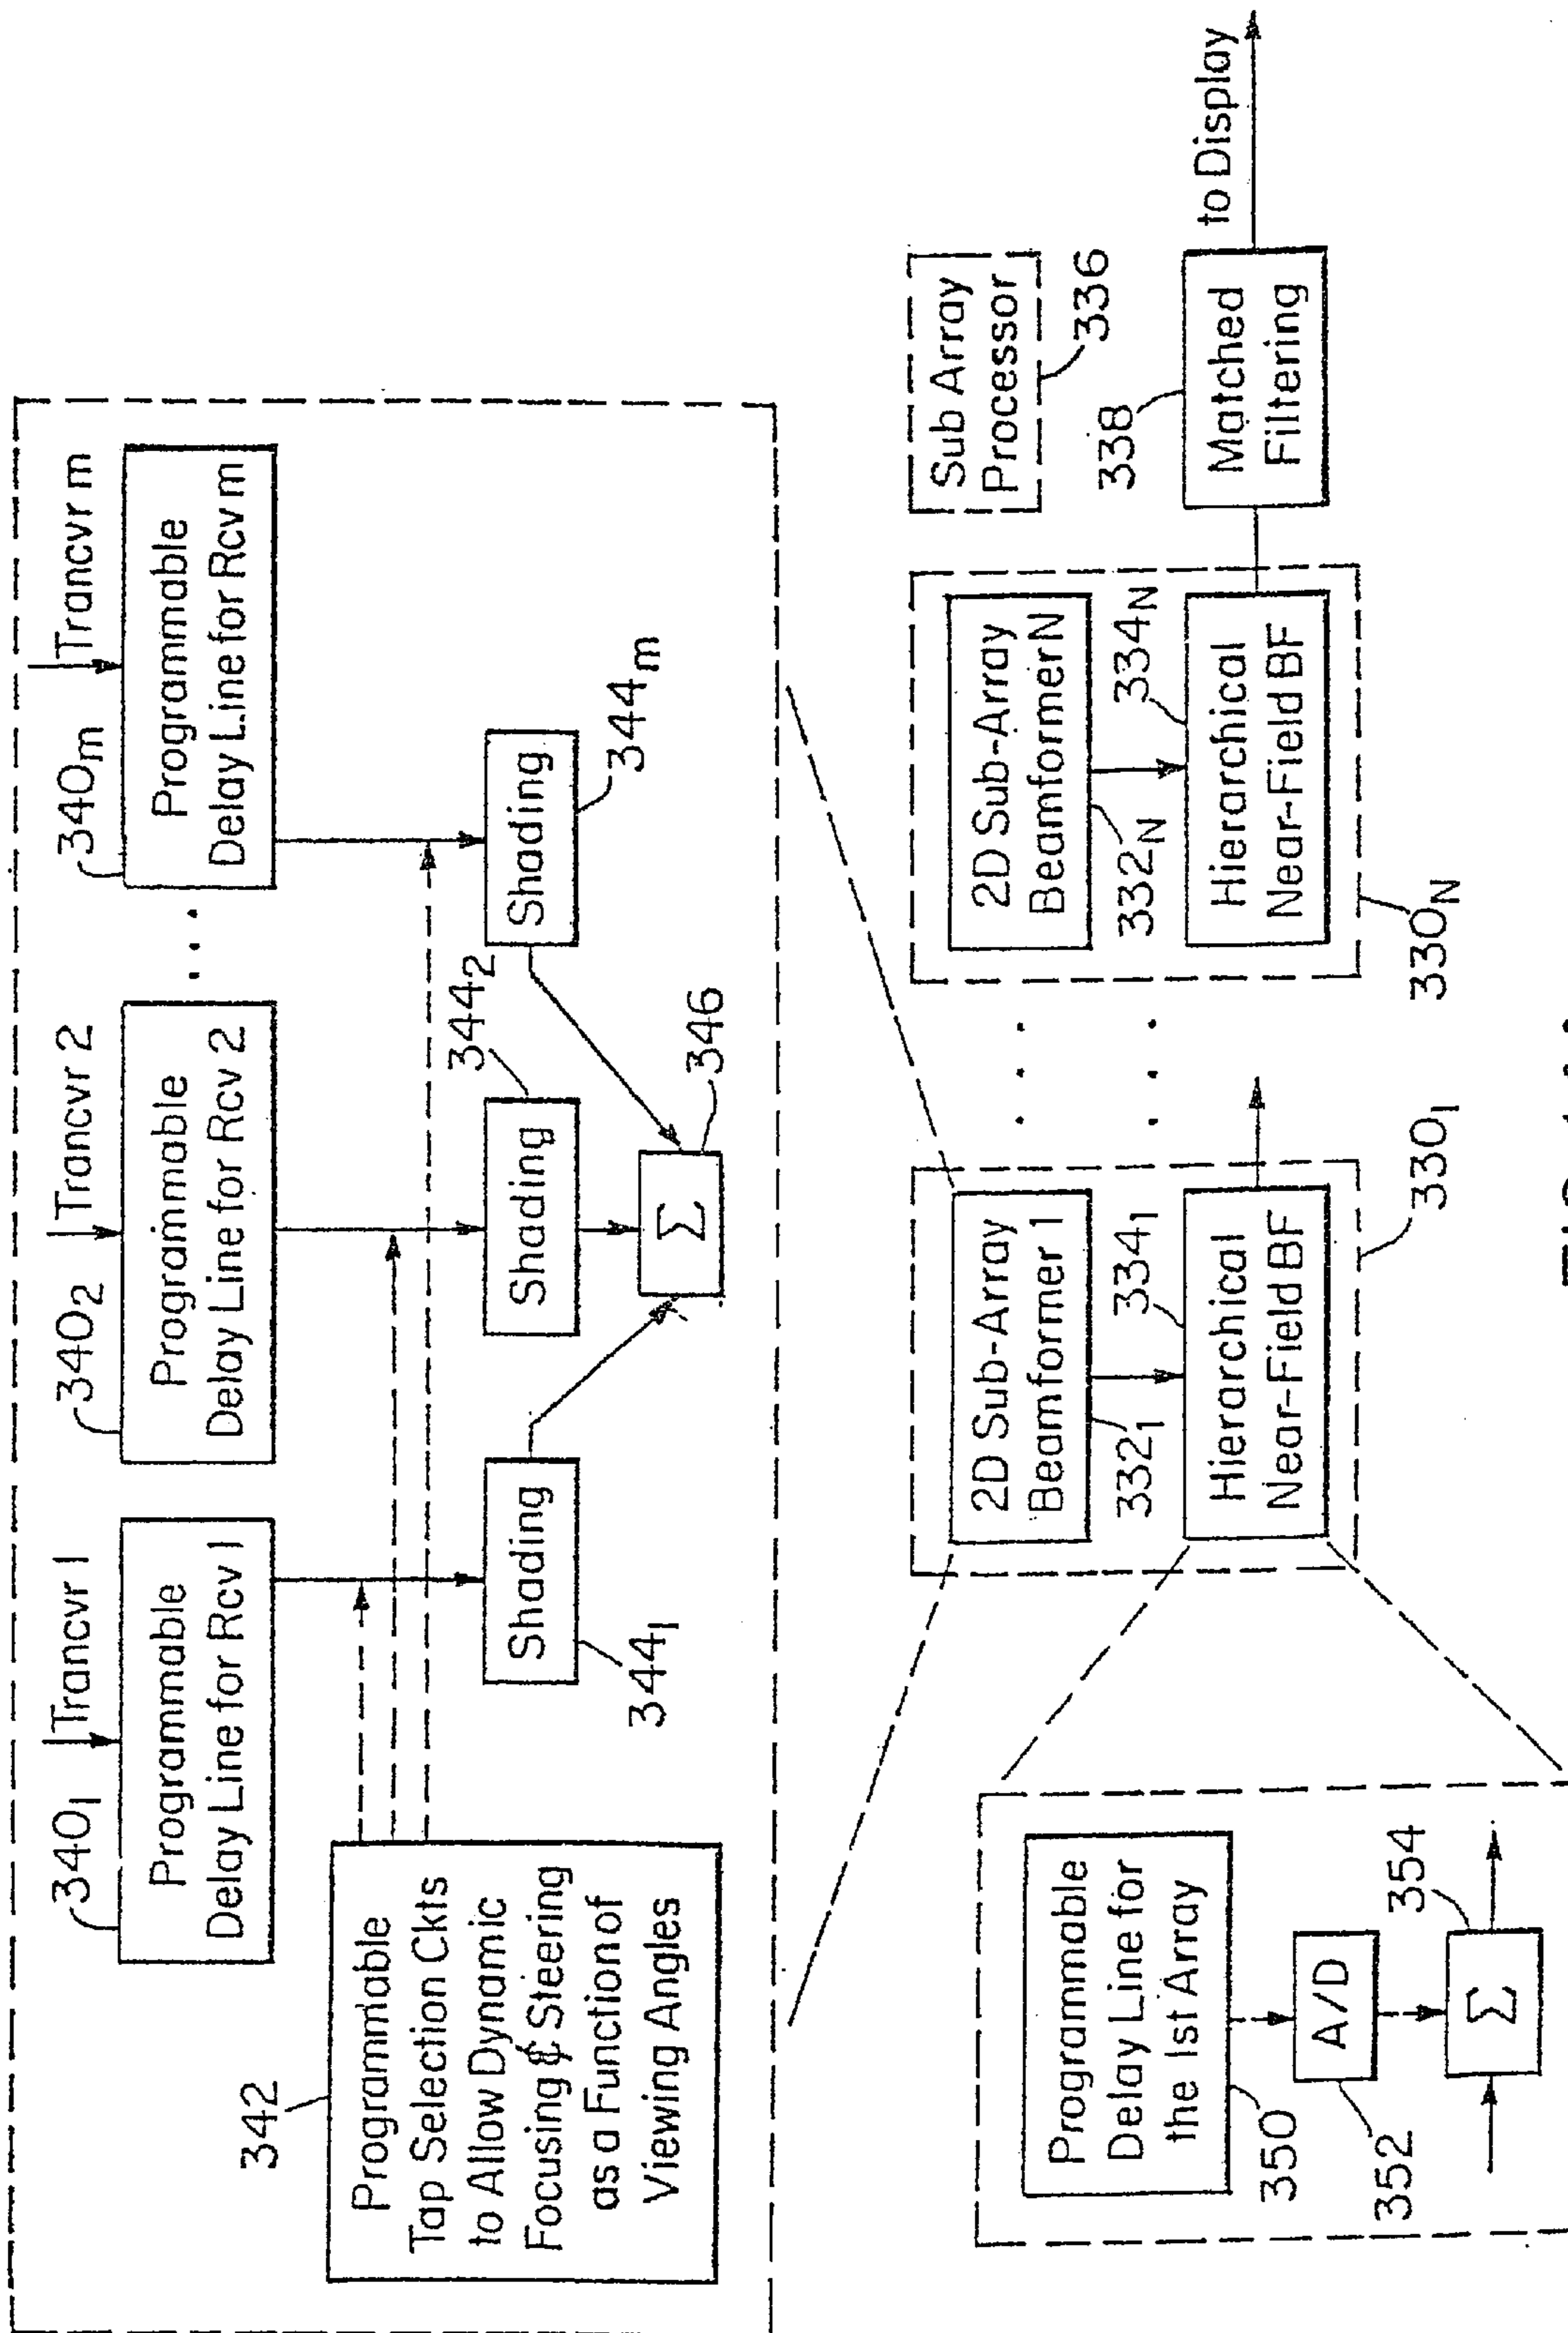 Trancvr 1
Trancvr 2
Trancvr m
340₁
340₂
340ₘ
Programmable
Delay Line for Rcv 1
Programmable
Delay Line for Rcv 2
. . .
Programmable
Delay Line for Rcv m
342
Programmable
Tap Selection Ckts
to Allow Dynamic
Focusing & Steering
as a Function of
Viewing Angles
Shading
344₁
Shading
344₂
Shading
344ₘ
Σ
346
2D Sub-Array
Beamformer 1
332₁
334₁
Hierarchical
Near-Field BF
330₁
. . .
. . .
2D Sub-Array
Beamformer N
332N
334N
Hierarchical
Near-Field BF
330N
Sub Array
Processor
336
338
Matched
Filtering
to Display
Programmable
Delay Line for
the 1st Array
350
A/D
352
Σ
354